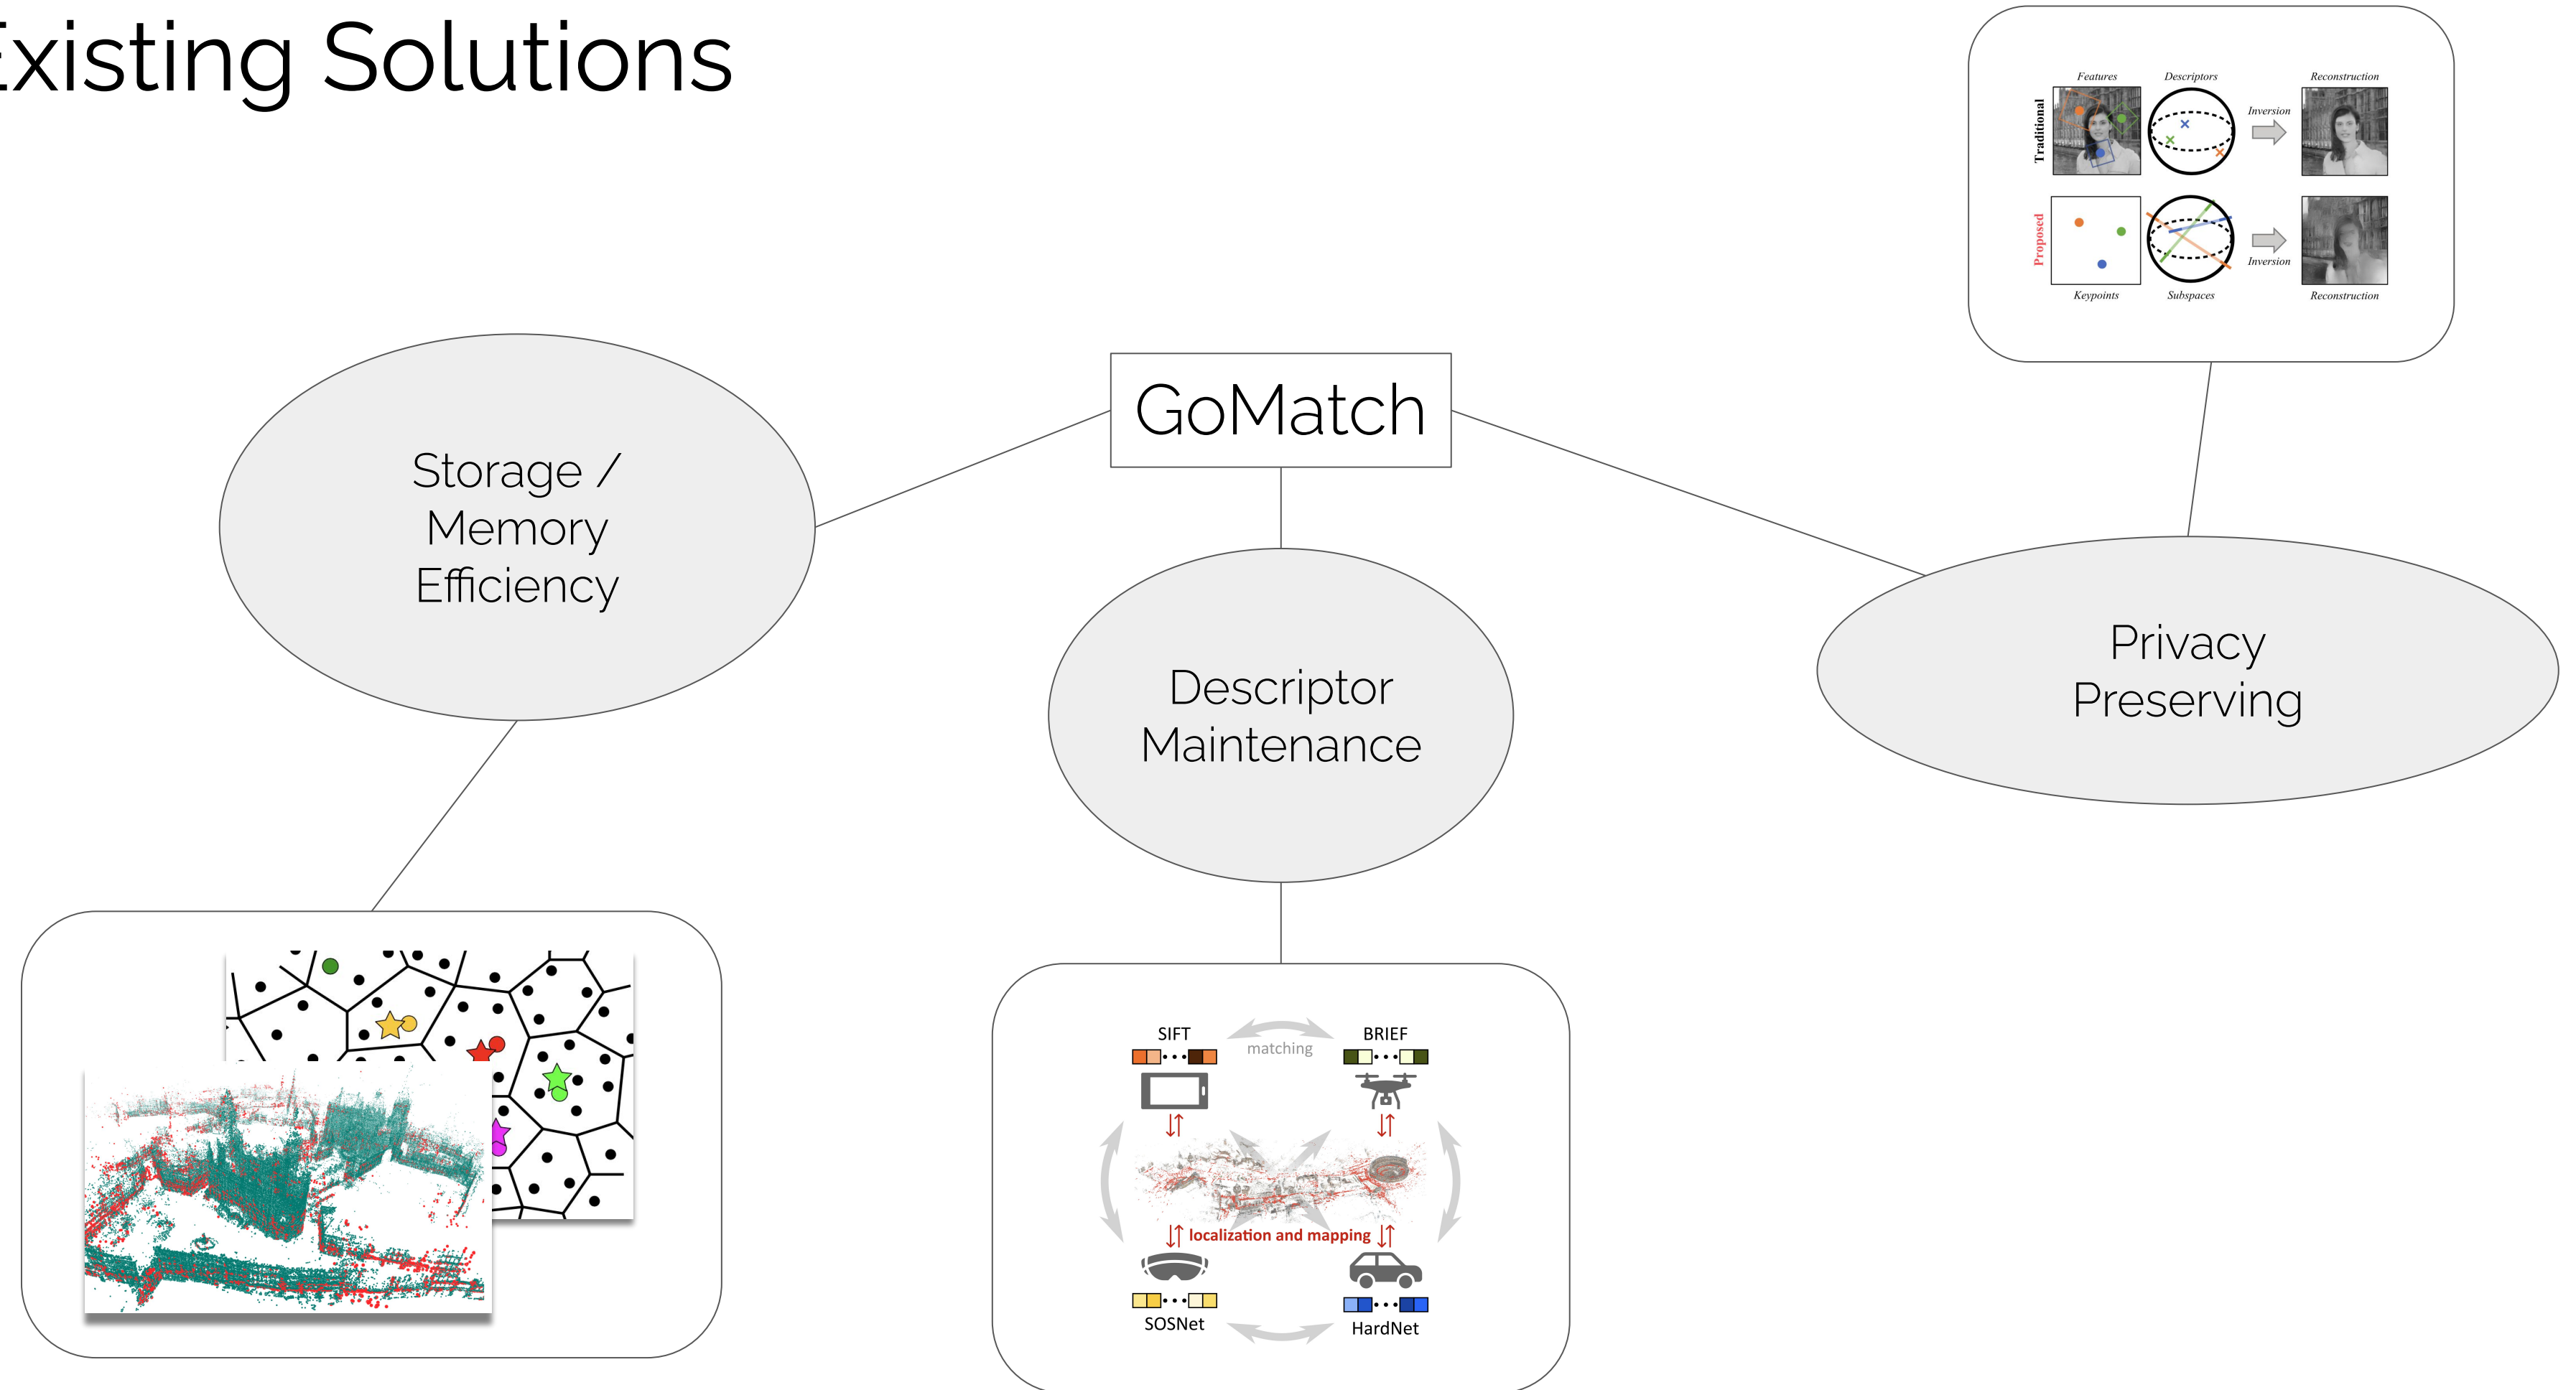 Existing Solutions
Features
Descriptors
Reconstruction
Traditional
Inversion
Proposed
Inversion
Keypoints
Subspaces
Reconstruction
GoMatch
Storage /
Memory
Efficiency
Descriptor
Maintenance
Privacy
Preserving
SIFT
matching
BRIEF
localization and mapping
SOSNet
HardNet